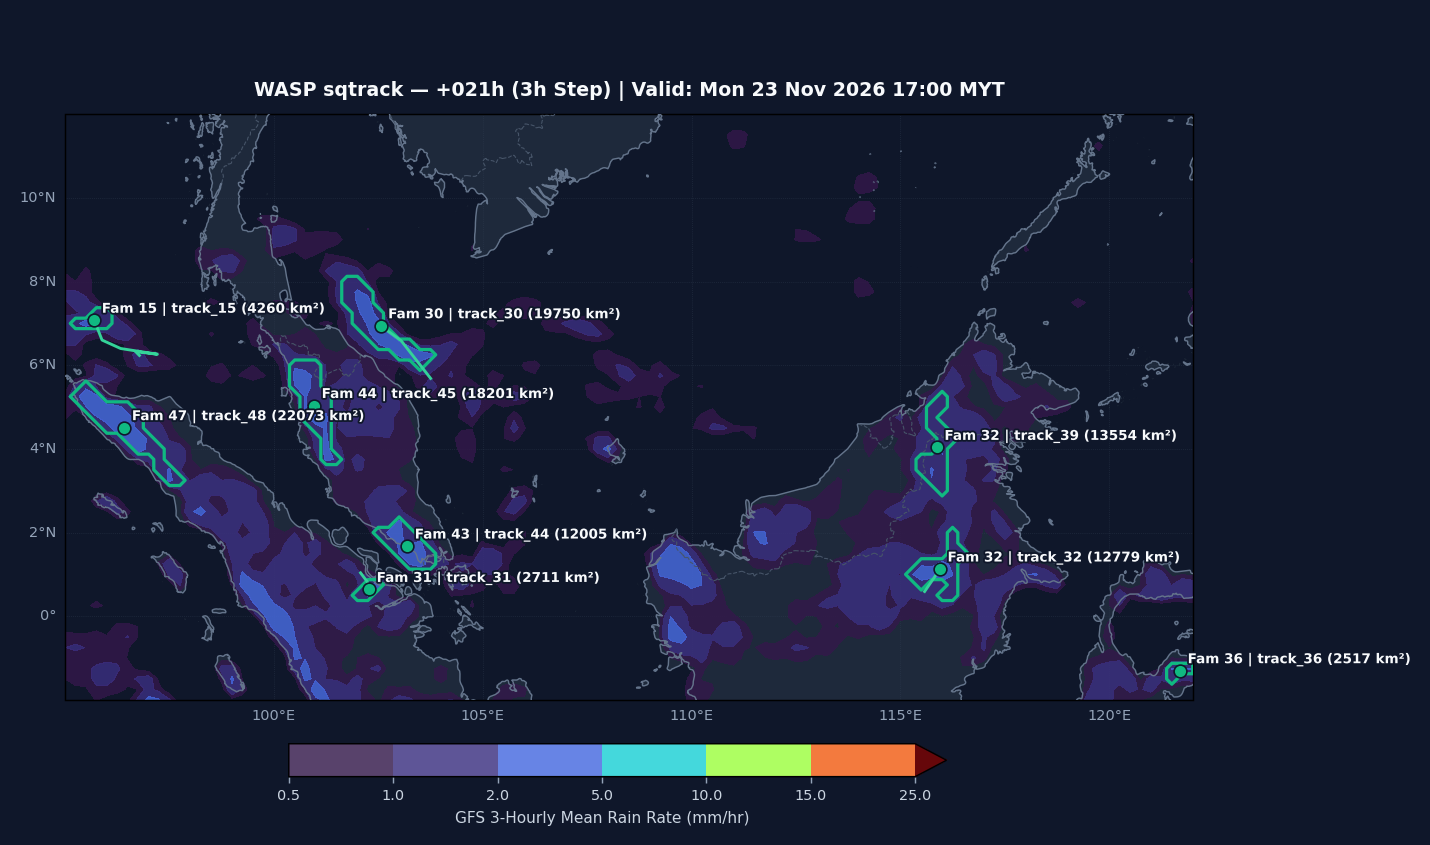 WASP sqtrack — +021h (3h Step) | Valid: Mon 23 Nov 2026 17:00 MYT
10°N
8°N
6°N
4°N
2°N
0°
Fam 15 | track_15 (4260 km²)
Fam 30 | track_30 (19750 km²)
Fam 44 | track_45 (18201 km²)
Fam 47 | track_48 (22073 km²)
Fam 32 | track_39 (13554 km²)
Fam 43 | track_44 (12005 km²)
Fam 32 | track_32 (12779 km²)
Fam 31 | track_31 (2711 km²)
Fam 36 | track_36 (2517 km²)
100°E 105°E 110°E 115°E 120°E
0.5 1.0 2.0 5.0 10.0 15.0 25.0
GFS 3-Hourly Mean Rain Rate (mm/hr)